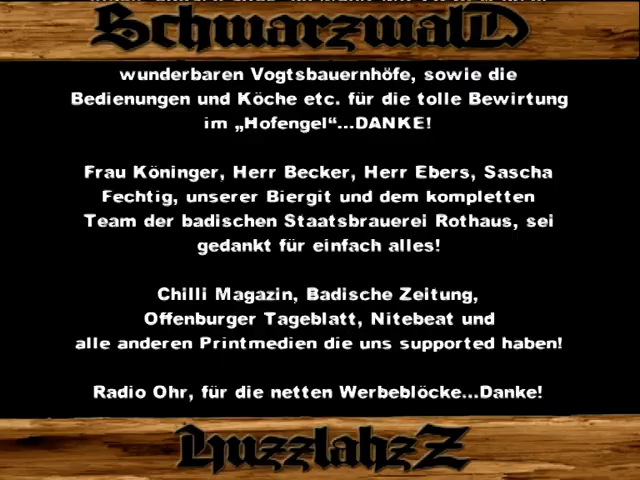 Schwarzwald
wunderbaren Vogtsbauernhöfe, sowie die
Bedienungen und Köche etc. für die tolle Bewirtung
im „Hofengel“...DANKE!
Frau Köninger, Herr Becker, Herr Ebers, Sascha
Fechtig, unserer Biergit und dem kompletten
Team der badischen Staatsbrauerei Rothaus, sei
gedankt für einfach alles!
Chilli Magazin, Badische Zeitung,
Offenburger Tageblatt, Nitebeat und
alle anderen Printmedien die uns supported haben!
Radio Ohr, für die netten Werbeblöcke...Danke!
HuzzlahzZ